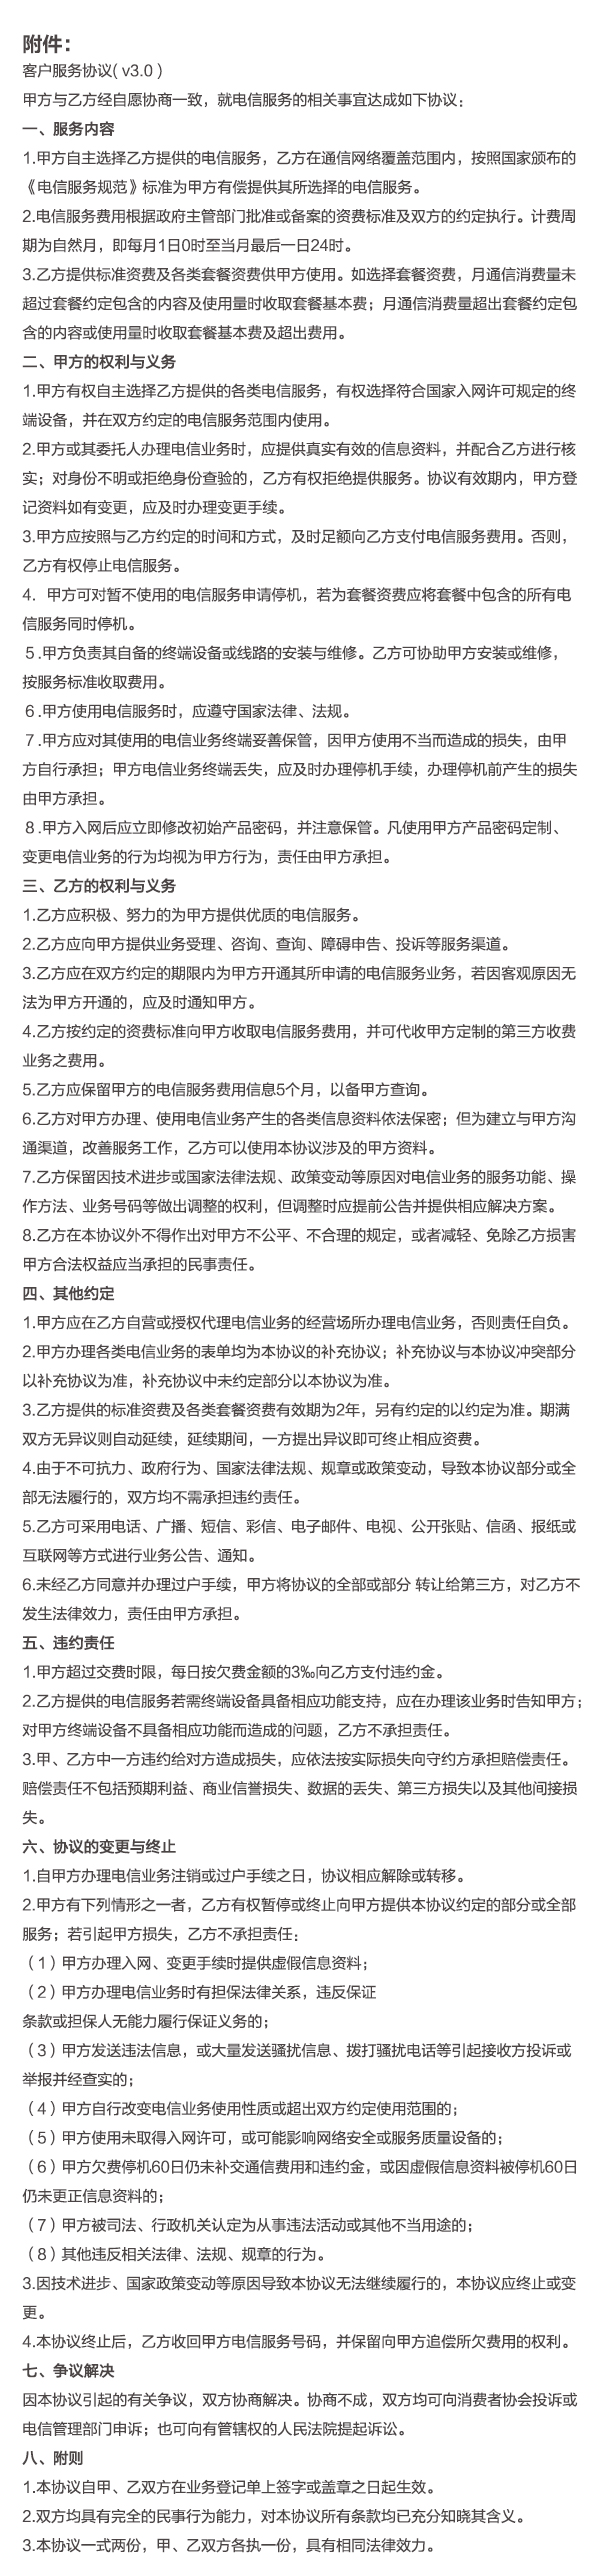 附件：
客户服务协议( v3.0 )
甲方与乙方经自愿协商一致，就电信服务的相关事宜达成如下协议：
一、服务内容
1.甲方自主选择乙方提供的电信服务，乙方在通信网络覆盖范围内，按照国家颁布的
《电信服务规范》标准为甲方有偿提供其所选择的电信服务。
2.电信服务费用根据政府主管部门批准或备案的资费标准及双方的约定执行。计费周
期为自然月，即每月1日0时至当月最后一日24时。
3.乙方提供标准资费及各类套餐资费供甲方使用。如选择套餐资费，月通信消费量未
超过套餐约定包含的内容及使用量时收取套餐基本费；月通信消费量超出套餐约定包
含的内容或使用量时收取套餐基本费及超出费用。
二、甲方的权利与义务
1.甲方有权自主选择乙方提供的各类电信服务，有权选择符合国家入网许可规定的终
端设备，并在双方约定的电信服务范围内使用。
2.甲方或其委托人办理电信业务时，应提供真实有效的信息资料，并配合乙方进行核
实；对身份不明或拒绝身份查验的，乙方有权拒绝提供服务。协议有效期内，甲方登
记资料如有变更，应及时办理变更手续。
3.甲方应按照与乙方约定的时间和方式，及时足额向乙方支付电信服务费用。否则，
乙方有权停止电信服务。
4．甲方可对暂不使用的电信服务申请停机，若为套餐资费应将套餐中包含的所有电
信服务同时停机。
５.甲方负责其自备的终端设备或线路的安装与维修。乙方可协助甲方安装或维修，
按服务标准收取费用。
６.甲方使用电信服务时，应遵守国家法律、法规。
７.甲方应对其使用的电信业务终端妥善保管，因甲方使用不当而造成的损失，由甲
方自行承担；甲方电信业务终端丢失，应及时办理停机手续，办理停机前产生的损失
由甲方承担。
８.甲方入网后应立即修改初始产品密码，并注意保管。凡使用甲方产品密码定制、
变更电信业务的行为均视为甲方行为，责任由甲方承担。
三、乙方的权利与义务
1.乙方应积极、努力的为甲方提供优质的电信服务。
2.乙方应向甲方提供业务受理、咨询、查询、障碍申告、投诉等服务渠道。
3.乙方应在双方约定的期限内为甲方开通其所申请的电信服务业务，若因客观原因无
法为甲方开通的，应及时通知甲方。
4.乙方按约定的资费标准向甲方收取电信服务费用，并可代收甲方定制的第三方收费
业务之费用。
5.乙方应保留甲方的电信服务费用信息5个月，以备甲方查询。
6.乙方对甲方办理、使用电信业务产生的各类信息资料依法保密；但为建立与甲方沟
通渠道，改善服务工作，乙方可以使用本协议涉及的甲方资料。
7.乙方保留因技术进步或国家法律法规、政策变动等原因对电信业务的服务功能、操
作方法、业务号码等做出调整的权利，但调整时应提前公告并提供相应解决方案。
8.乙方在本协议外不得作出对甲方不公平、不合理的规定，或者减轻、免除乙方损害
甲方合法权益应当承担的民事责任。
四、其他约定
1.甲方应在乙方自营或授权代理电信业务的经营场所办理电信业务，否则责任自负。
2.甲方办理各类电信业务的表单均为本协议的补充协议；补充协议与本协议冲突部分
以补充协议为准，补充协议中未约定部分以本协议为准。
3.乙方提供的标准资费及各类套餐资费有效期为2年，另有约定的以约定为准。期满
双方无异议则自动延续，延续期间，一方提出异议即可终止相应资费。
4.由于不可抗力、政府行为、国家法律法规、规章或政策变动，导致本协议部分或全
部无法履行的，双方均不需承担违约责任。
5.乙方可采用电话、广播、短信、彩信、电子邮件、电视、公开张贴、信函、报纸或
互联网等方式进行业务公告、通知。
6.未经乙方同意并办理过户手续，甲方将协议的全部或部分 转让给第三方，对乙方不
发生法律效力，责任由甲方承担。
五、违约责任
1.甲方超过交费时限，每日按欠费金额的3‰向乙方支付违约金。
2.乙方提供的电信服务若需终端设备具备相应功能支持，应在办理该业务时告知甲方；
对甲方终端设备不具备相应功能而造成的问题，乙方不承担责任。
3.甲、乙方中一方违约给对方造成损失，应依法按实际损失向守约方承担赔偿责任。
赔偿责任不包括预期利益、商业信誉损失、数据的丢失、第三方损失以及其他间接损
失。
六、协议的变更与终止
1.自甲方办理电信业务注销或过户手续之日，协议相应解除或转移。
2.甲方有下列情形之一者，乙方有权暂停或终止向甲方提供本协议约定的部分或全部
服务；若引起甲方损失，乙方不承担责任：
（1）甲方办理入网、变更手续时提供虚假信息资料；
（2）甲方办理电信业务时有担保法律关系，违反保证
条款或担保人无能力履行保证义务的；
（3）甲方发送违法信息，或大量发送骚扰信息、拨打骚扰电话等引起接收方投诉或
举报并经查实的；
（4）甲方自行改变电信业务使用性质或超出双方约定使用范围的；
（5）甲方使用未取得入网许可，或可能影响网络安全或服务质量设备的；
（6）甲方欠费停机60日仍未补交通信费用和违约金，或因虚假信息资料被停机60日
仍未更正信息资料的；
（7）甲方被司法、行政机关认定为从事违法活动或其他不当用途的；
（8）其他违反相关法律、法规、规章的行为。
3.因技术进步、国家政策变动等原因导致本协议无法继续履行的，本协议应终止或变
更。
4.本协议终止后，乙方收回甲方电信服务号码，并保留向甲方追偿所欠费用的权利。
七、争议解决
因本协议引起的有关争议，双方协商解决。协商不成，双方均可向消费者协会投诉或
电信管理部门申诉；也可向有管辖权的人民法院提起诉讼。
八、附则
1.本协议自甲、乙双方在业务登记单上签字或盖章之日起生效。
2.双方均具有完全的民事行为能力，对本协议所有条款均已充分知晓其含义。
3.本协议一式两份，甲、乙双方各执一份，具有相同法律效力。